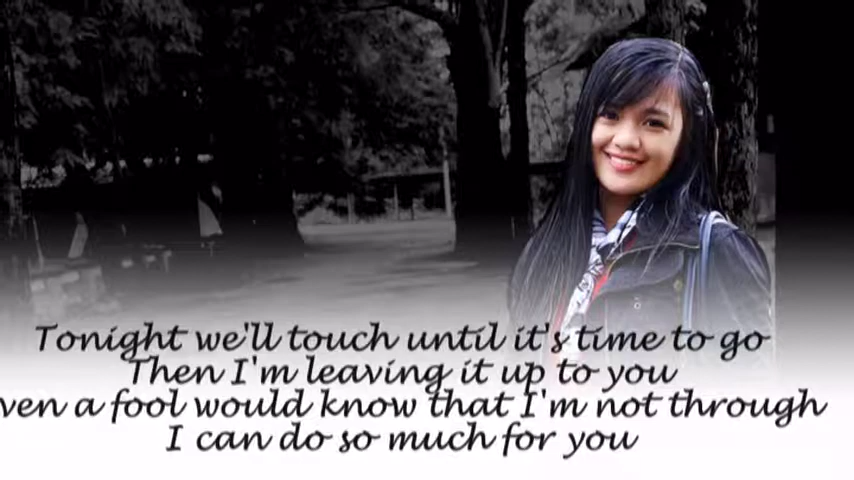 Tonight we'll touch until it's time to go
Then I'm leaving it up to you
ven a fool would know that I'm not through
I can do so much for you